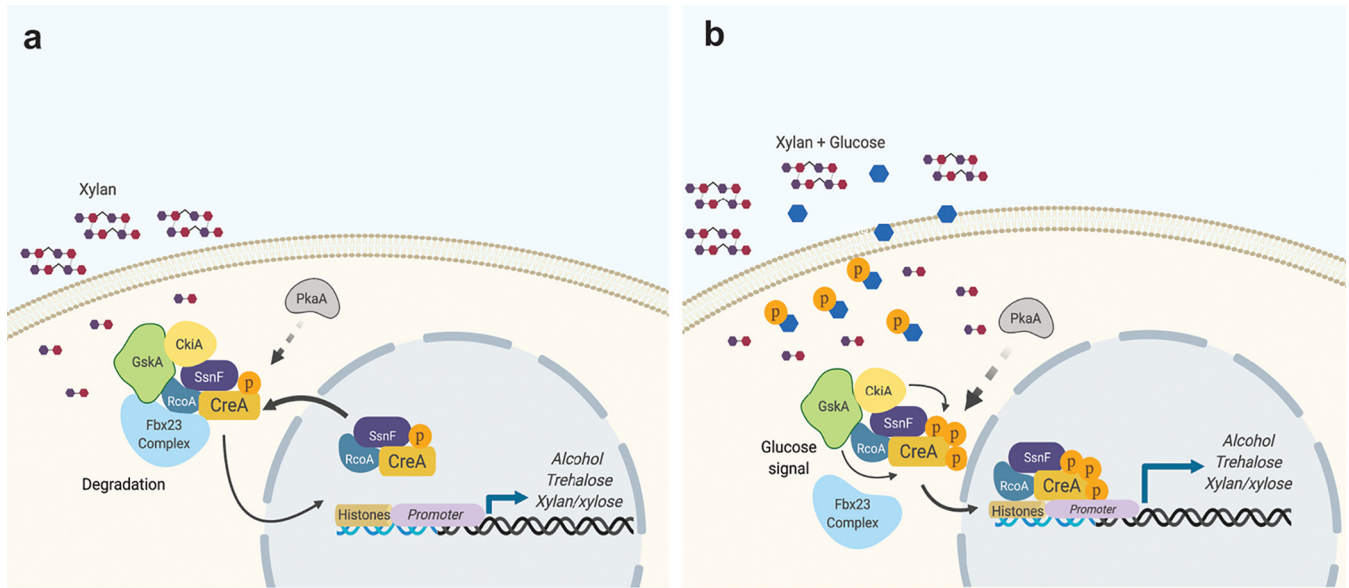 a
Xylan
PkaA
CkiA
GskA
SsnF
p
RcoA
CreA
Fbx23
Complex
Degradation
SsnF
p
RcoA
CreA
Alcohol
Trehalose
Xylan/xylose
Histones
Promoter
b
Xylan + Glucose
p
p
p
p
PkaA
CkiA
GskA
SsnF
p
p
RcoA
CreA
p
Glucose
signal
Fbx23
Complex
SsnF
p
p
RcoA
CreA
p
Alcohol
Trehalose
Xylan/xylose
Histones
Promoter